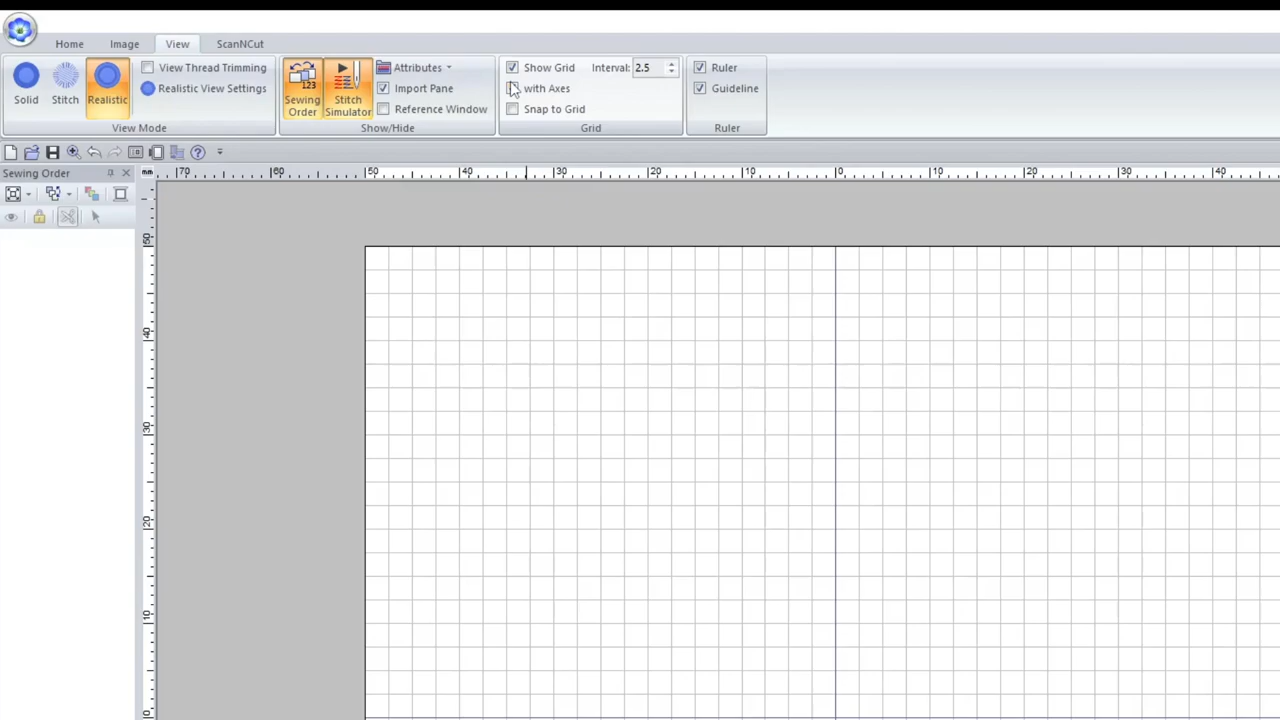 Home Image View ScanNCut
View Thread Trimming Attributes Show Grid Interval: 2.5 Ruler
Solid Stitch Realistic Realistic View Settings Sewing Order 123 Stitch Simulator Import Pane with Axes Guideline
Reference Window Snap to Grid
View Mode Show/Hide Grid Ruler
Sewing Order mm 70 60 50 40 30 20 10 0 10 20 30 40
50
40
30
20
10
0